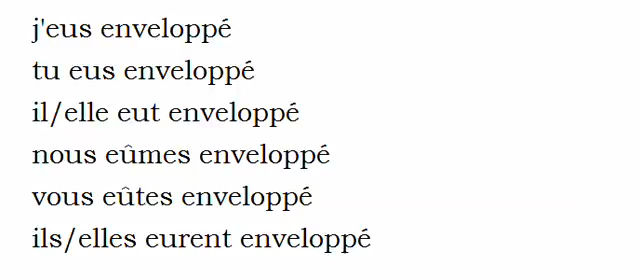 j'eus enveloppé
tu eus enveloppé
il/elle eut enveloppé
nous eûmes enveloppé
vous eûtes enveloppé
ils/elles eurent enveloppé